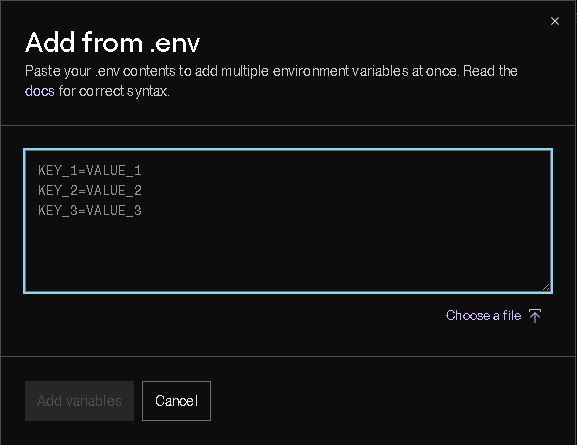 Add from .env
Paste your .env contents to add multiple environment variables at once. Read the
docs for correct syntax.
KEY_1=VALUE_1
KEY_2=VALUE_2
KEY_3=VALUE_3
Choose a file
Add variables
Cancel